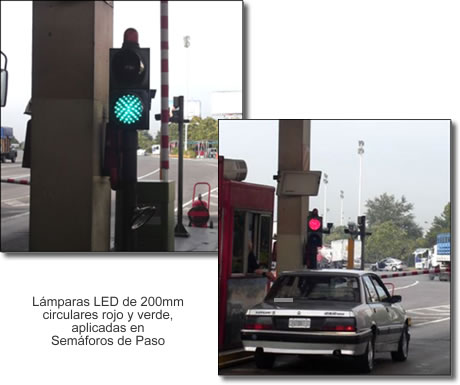 Lámparas LED de 200mm
circulares rojo y verde,
aplicadas en
Semáforos de Paso